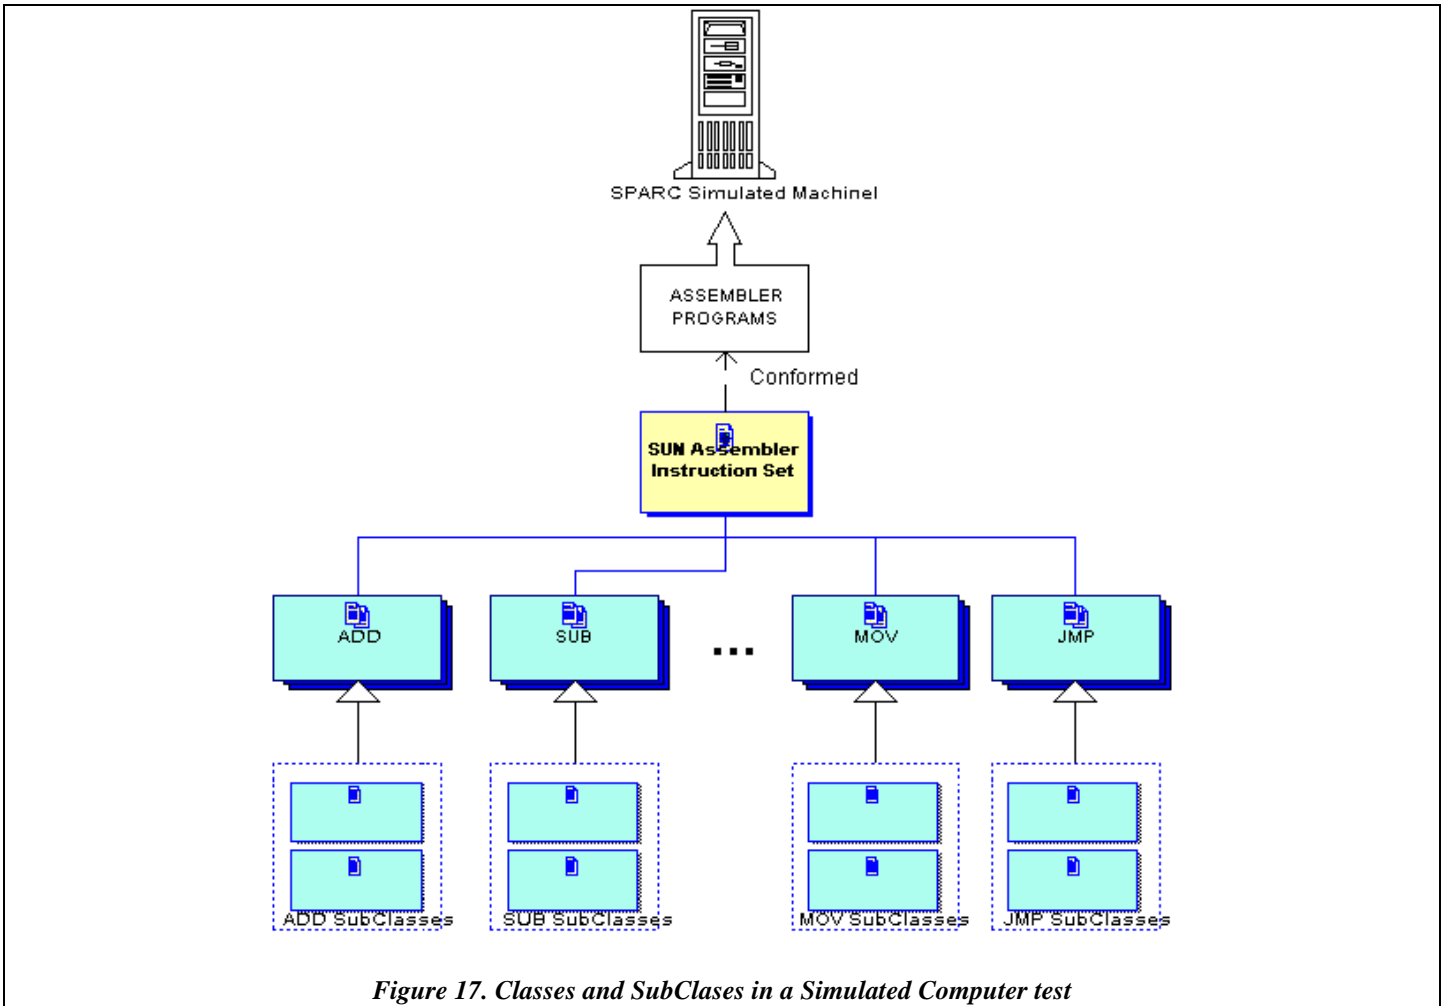 SPARC Simulated Machinel
ASSEMBLER
PROGRAMS
Conformed
SUN Assembler
Instruction Set
ADD
SUB
...
MOV
JMP
ADD SubClasses
SUB SubClasses
MOV SubClasses
JMP SubClasses
Figure 17. Classes and SubClases in a Simulated Computer test